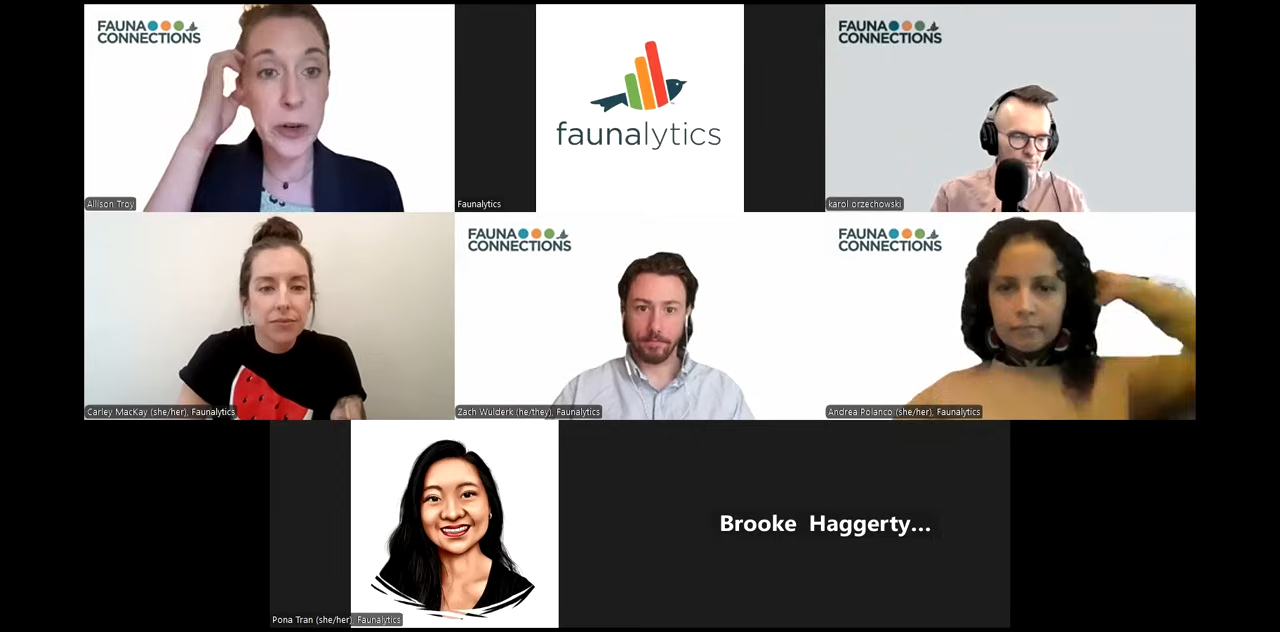 FAUNA
CONNECTIONS
Allison Troy
faunalytics
Faunalytics
FAUNA
CONNECTIONS
karol orzechowski
Carley MacKay (she/her), Faunalytics
FAUNA
CONNECTIONS
Zach Wulderk (he/they), Faunalytics
FAUNA
CONNECTIONS
Andrea Polanco (she/her), Faunalytics
Pona Tran (she/her), Faunalytics
Brooke Haggerty...